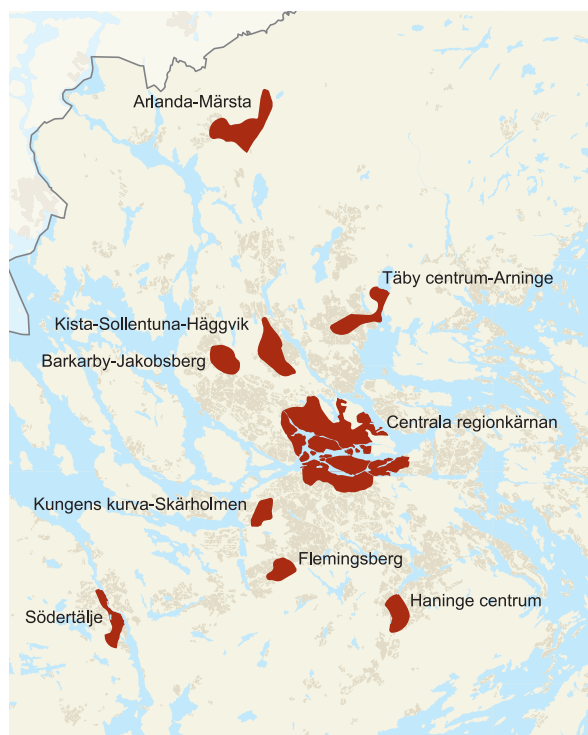 Arlanda-Märsta
Täby centrum-Arninge
Kista-Sollentuna-Häggvik
Barkarby-Jakobsberg
Centrala regionkärnan
Kungens kurva-Skärholmen
Flemingsberg
Haninge centrum
Södertälje